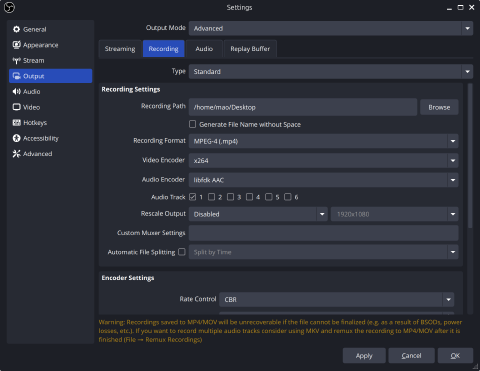 Settings
General
Appearance
Stream
Output
Audio
Video
Hotkeys
Accessibility
Advanced
Output Mode Advanced
Streaming Recording Audio Replay Buffer
Type Standard
Recording Settings
Recording Path /home/mao/Desktop Browse
Generate File Name without Space
Recording Format MPEG-4 (.mp4)
Video Encoder x264
Audio Encoder libfdk AAC
Audio Track 1 2 3 4 5 6
Rescale Output Disabled 1920x1080
Custom Muxer Settings
Automatic File Splitting Split by Time
Encoder Settings
Rate Control CBR
Warning: Recordings saved to MP4/MOV will be unrecoverable if the file cannot be finalized (e.g. as a result of BSODs, power
losses, etc.). If you want to record multiple audio tracks consider using MKV and remux the recording to MP4/MOV after it is
finished (File → Remux Recordings)
Apply Cancel OK